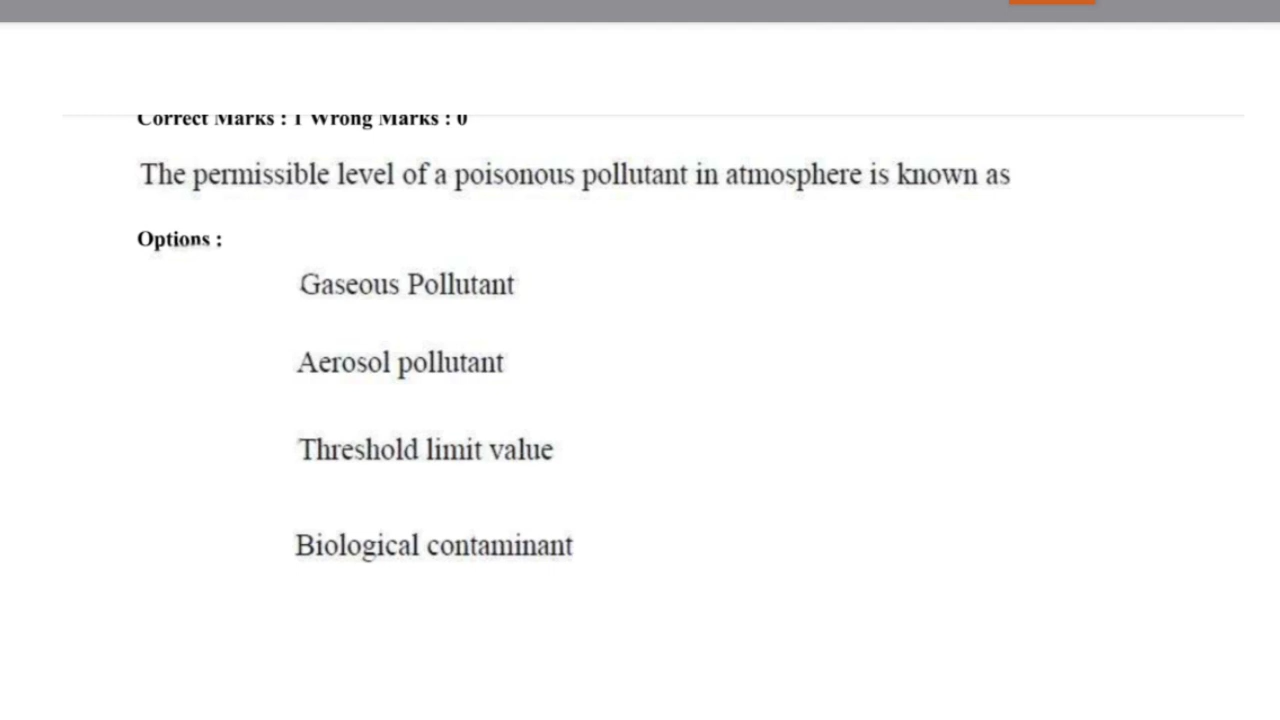 Correct Marks : 1 Wrong Marks : 0
The permissible level of a poisonous pollutant in atmosphere is known as
Options :
Gaseous Pollutant
Aerosol pollutant
Threshold limit value
Biological contaminant